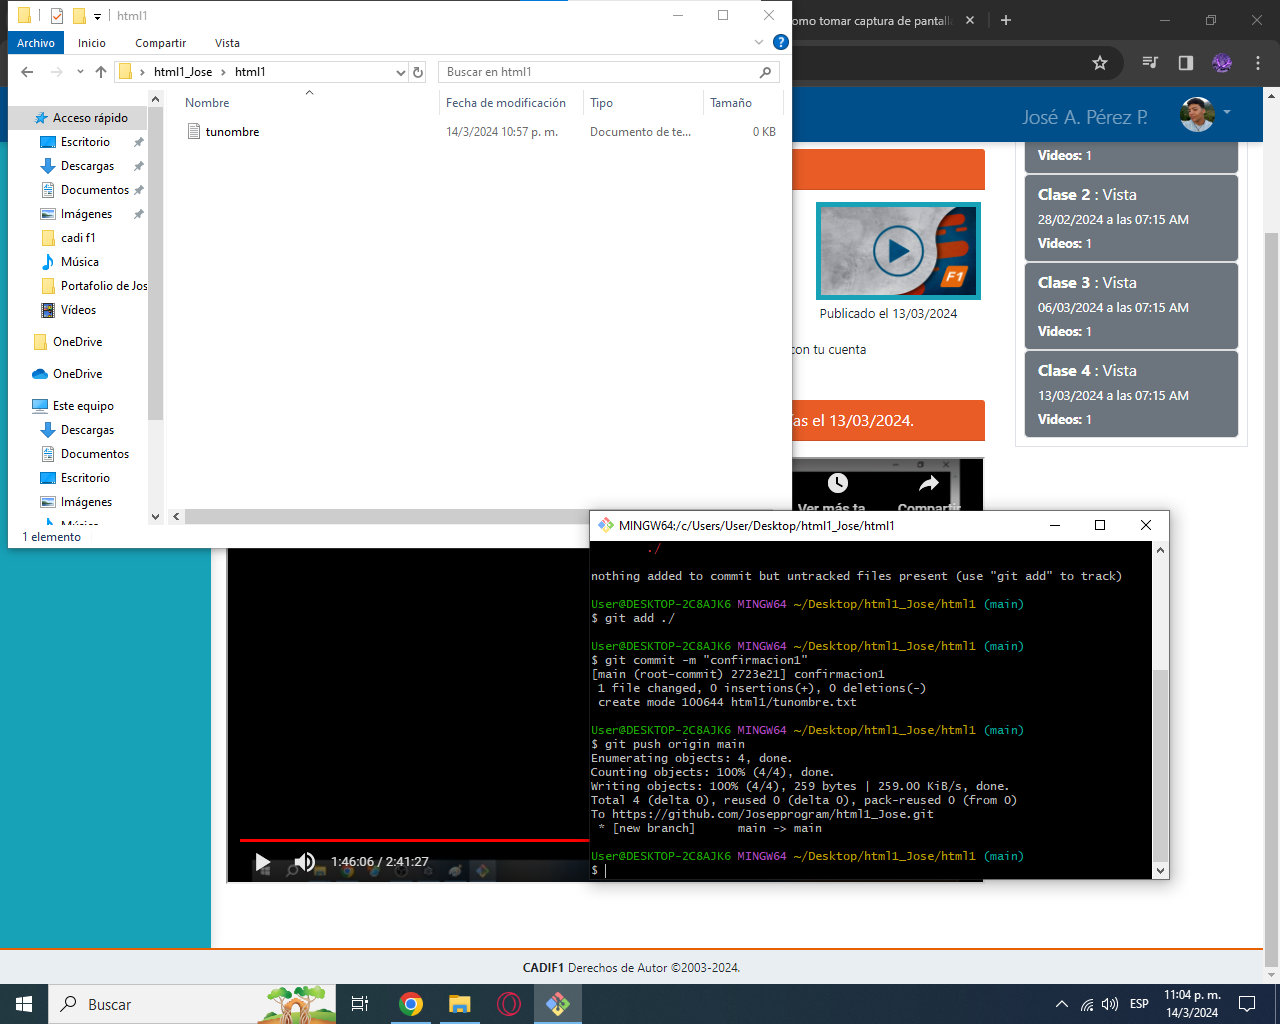 html1
Archivo
Inicio
Compartir
Vista
html1_Jose
html1
Buscar en html1
Nombre
Fecha de modificación
Tipo
Tamaño
tunombre
14/3/2024 10:57 p. m.
Documento de te...
0 KB
Acceso rápido
Escritorio
Descargas
Documentos
Imágenes
cadi f1
Música
Portafolio de Jos
Vídeos
OneDrive
OneDrive
Este equipo
Descargas
Documentos
Escritorio
Imágenes
Música
1 elemento
omo tomar captura de pantall
José A. Pérez P.
Videos: 1
Clase 2 : Vista
28/02/2024 a las 07:15 AM
Videos: 1
Clase 3 : Vista
06/03/2024 a las 07:15 AM
Videos: 1
Clase 4 : Vista
13/03/2024 a las 07:15 AM
Videos: 1
F1
Publicado el 13/03/2024
con tu cuenta
ías el 13/03/2024.
Ver más ta
Compartir
1:46:06 / 2:41:27
MINGW64:/c/Users/User/Desktop/html1_Jose/html1
./
nothing added to commit but untracked files present (use "git add" to track)
User@DESKTOP-2C8AJK6 MINGW64 ~/Desktop/html1_Jose/html1 (main)
$ git add ./
User@DESKTOP-2C8AJK6 MINGW64 ~/Desktop/html1_Jose/html1 (main)
$ git commit -m "confirmacion1"
[main (root-commit) 2723e21] confirmacion1
1 file changed, 0 insertions(+), 0 deletions(-)
create mode 100644 html1/tunombre.txt
User@DESKTOP-2C8AJK6 MINGW64 ~/Desktop/html1_Jose/html1 (main)
$ git push origin main
Enumerating objects: 4, done.
Counting objects: 100% (4/4), done.
Writing objects: 100% (4/4), 259 bytes | 259.00 KiB/s, done.
Total 4 (delta 0), reused 0 (delta 0), pack-reused 0 (from 0)
To https://github.com/Josepprogram/html1_Jose.git
* [new branch] main -> main
User@DESKTOP-2C8AJK6 MINGW64 ~/Desktop/html1_Jose/html1 (main)
$
CADIF1 Derechos de Autor ©2003-2024.
Buscar
ESP
11:04 p. m.
14/3/2024